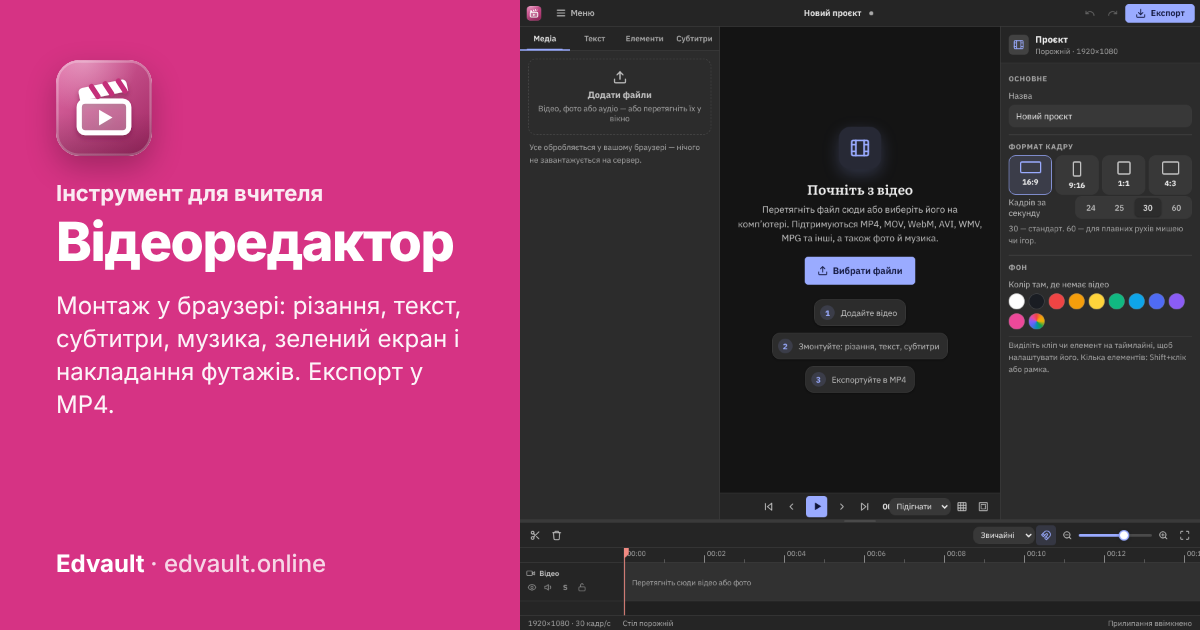 Інструмент для вчителя
Відеоредактор
Монтаж у браузері: різання, текст,
субтитри, музика, зелений екран і
накладання футажів. Експорт у
MP4.
Edvault · edvault.online
Меню
Новий проєкт
Експорт
Медіа
Текст
Елементи
Субтитри
Додати файли
Відео, фото або аудіо — або перетягніть їх у
вікно
Усе обробляється у вашому браузері — нічого
не завантажується на сервер.
Почніть з відео
Перетягніть файл сюди або виберіть його на
комп'ютері. Підтримуються MP4, MOV, WebM, AVI, WMV,
MPG та інші, а також фото й музика.
Вибрати файли
1 Додайте відео
2 Змонтуйте: різання, текст, субтитри
3 Експортуйте в MP4
Підігнати
Проєкт
Порожній · 1920×1080
ОСНОВНЕ
Назва
Новий проєкт
ФОРМАТ КАДРУ
16:9
9:16
1:1
4:3
Кадрів за
секунду
24
25
30
60
30 — стандарт. 60 — для плавних рухів мишею
чи ігор.
ФОН
Колір там, де немає відео
Виділіть кліп чи елемент на таймлайні, щоб
налаштувати його. Кілька елементів: Shift+клік
або рамка.
Звичайні
00:00
00:02
00:04
00:06
00:08
00:10
00:12
Відео
S
Перетягніть сюди відео або фото
1920×1080 · 30 кадр/с
Стіл порожній
Прилипання ввімкнено